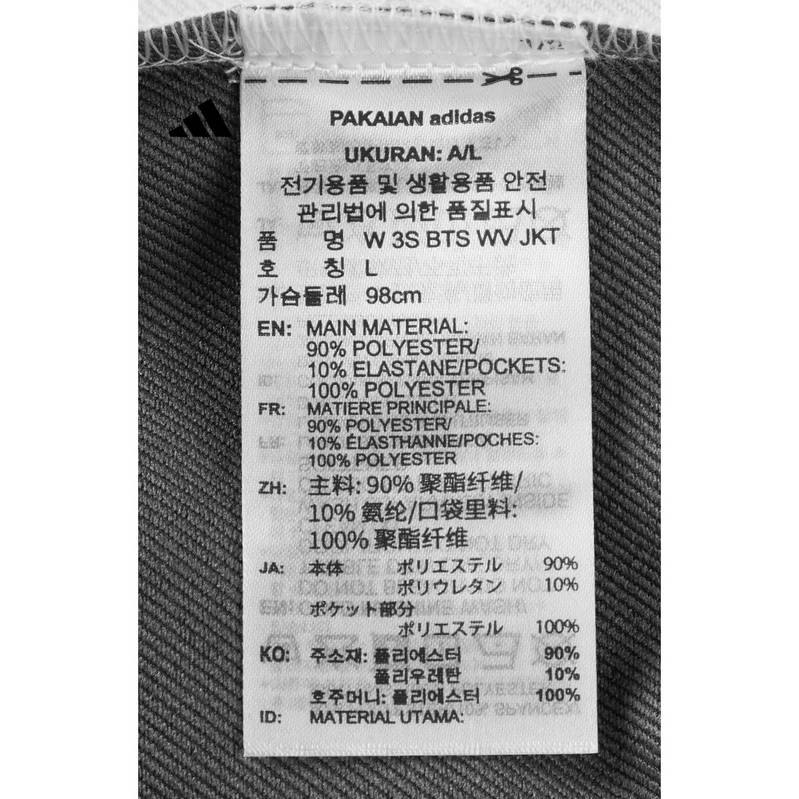 PAKAIAN adidas
UKURAN: A/L
전기용품 및 생활용품 안전
관리법에 의한 품질표시
품 명 W 3S BTS WV JKT
호 칭 L
가슴둘레 98cm
EN: MAIN MATERIAL:
90% POLYESTER/
10% ELASTANE/POCKETS:
100% POLYESTER
FR: MATIERE PRINCIPALE:
90% POLYESTER/
10% ÉLASTHANNE/POCHES:
100% POLYESTER
ZH: 主料: 90% 聚酯纤维/
10% 氨纶/口袋里料:
100% 聚酯纤维
JA: 本体 ポリエステル 90%
ポリウレタン 10%
ポケット部分
ポリエステル 100%
KO: 주소재: 폴리에스터 90%
폴리우레탄 10%
호주머니: 폴리에스터 100%
ID: MATERIAL UTAMA: